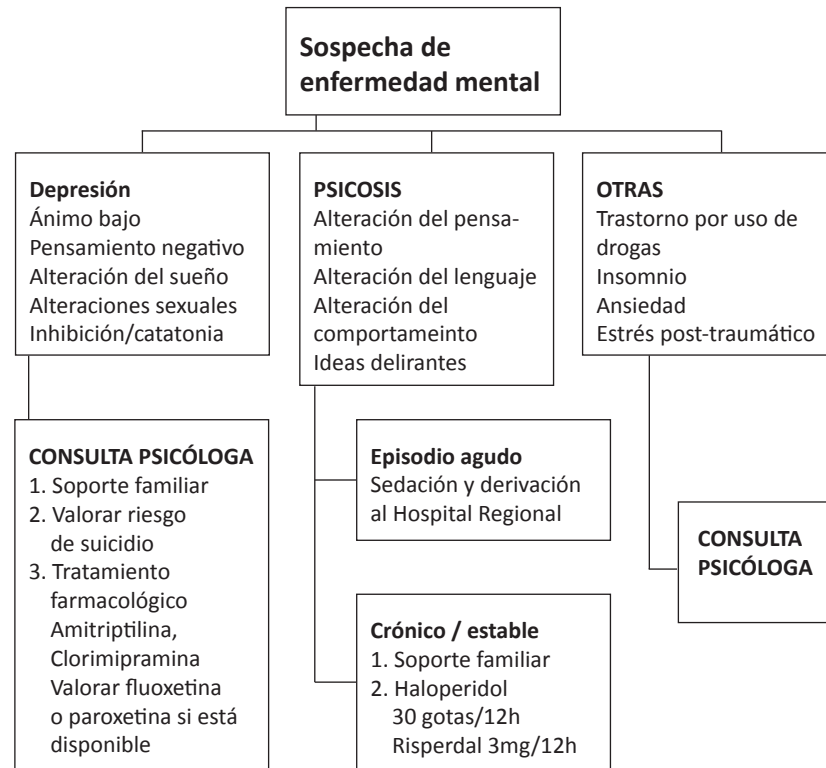 Sospecha de
enfermedad mental
Depresión
Ánimo bajo
Pensamiento negativo
Alteración del sueño
Alteraciones sexuales
Inhibición/catatonia
PSICOSIS
Alteración del pensa-
miento
Alteración del lenguaje
Alteración del
comportameinto
Ideas delirantes
OTRAS
Trastorno por uso de
drogas
Insomnio
Ansiedad
Estrés post-traumático
CONSULTA PSICÓLOGA
1. Soporte familiar
2. Valorar riesgo
de suicidio
3. Tratamiento
farmacológico
Amitriptilina,
Clorimipramina
Valorar fluoxetina
o paroxetina si está
disponible
Episodio agudo
Sedación y derivación
al Hospital Regional
Crónico / estable
1. Soporte familiar
2. Haloperidol
30 gotas/12h
Risperdal 3mg/12h
CONSULTA
PSICÓLOGA